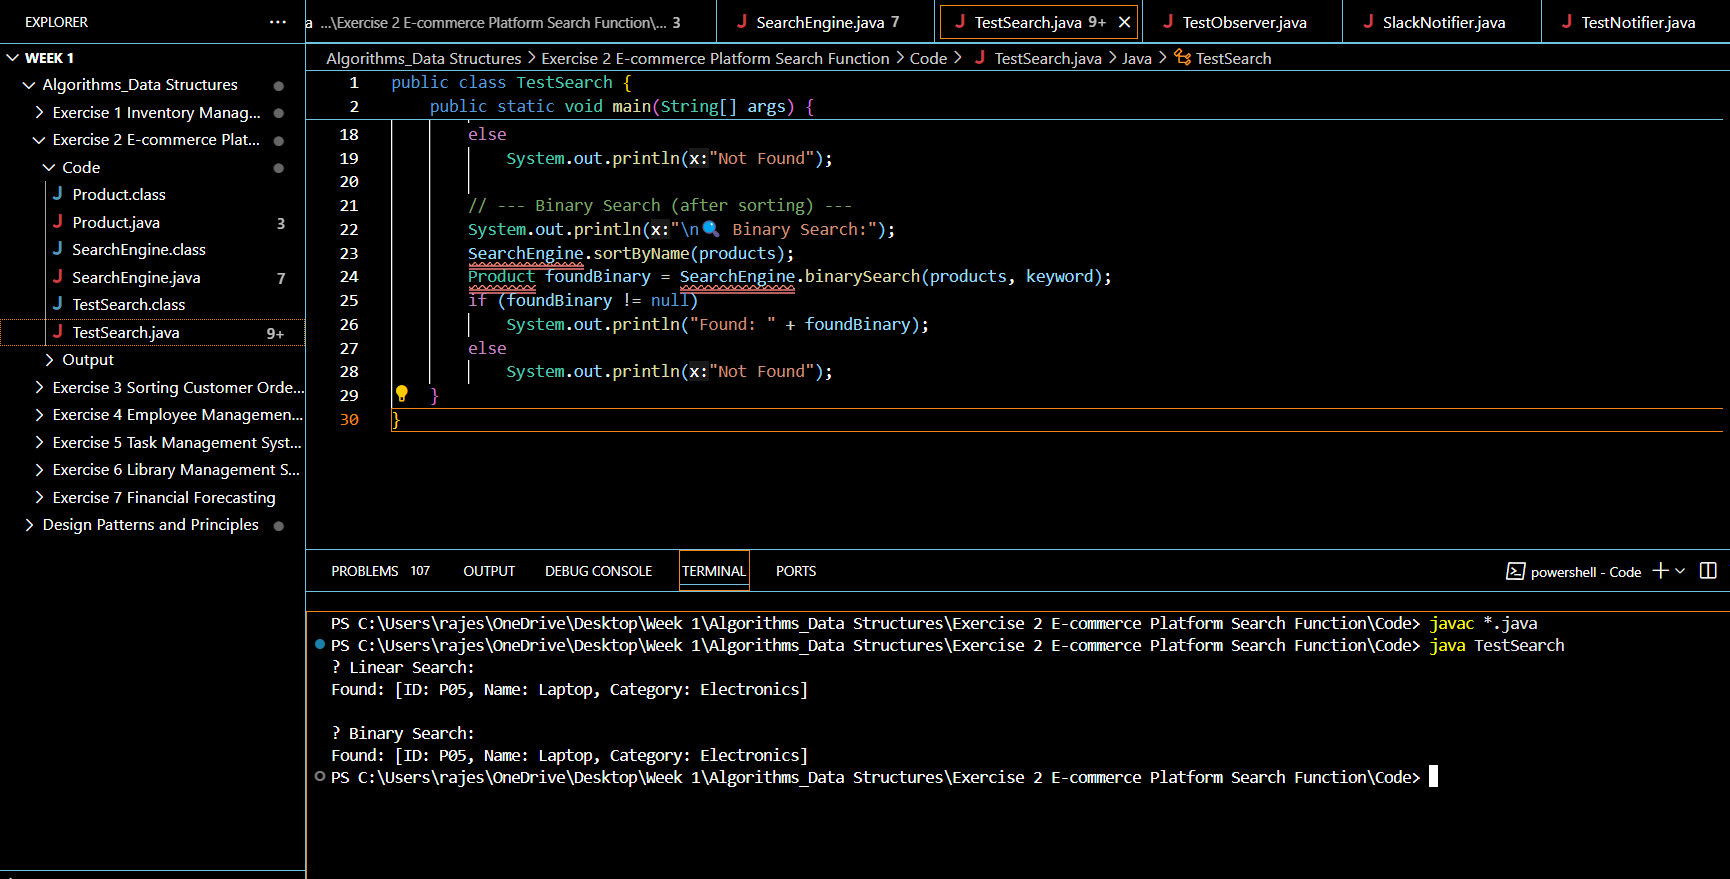 EXPLORER
...
WEEK 1
Algorithms_Data Structures
Exercise 1 Inventory Manag...
Exercise 2 E-commerce Plat...
Code
Product.class
Product.java 3
SearchEngine.class
SearchEngine.java 7
TestSearch.class
TestSearch.java 9+
Output
Exercise 3 Sorting Customer Orde...
Exercise 4 Employee Managemen...
Exercise 5 Task Management Syst...
Exercise 6 Library Management S...
Exercise 7 Financial Forecasting
Design Patterns and Principles
a ...\Exercise 2 E-commerce Platform Search Function\... 3
J SearchEngine.java 7
J TestSearch.java 9+ ×
J TestObserver.java
J SlackNotifier.java
J TestNotifier.java
Algorithms_Data Structures > Exercise 2 E-commerce Platform Search Function > Code > J TestSearch.java > Java > TestSearch
1 public class TestSearch {
2 public static void main(String[] args) {
18 else
19 System.out.println(x:"Not Found");
20
21 // --- Binary Search (after sorting) ---
22 System.out.println(x:"\n🔍 Binary Search:");
23 SearchEngine.sortByName(products);
24 Product foundBinary = SearchEngine.binarySearch(products, keyword);
25 if (foundBinary != null)
26 System.out.println("Found: " + foundBinary);
27 else
28 System.out.println(x:"Not Found");
29 }
30 }
PROBLEMS 107 OUTPUT DEBUG CONSOLE TERMINAL PORTS
powershell - Code
PS C:\Users\rajes\OneDrive\Desktop\Week 1\Algorithms_Data Structures\Exercise 2 E-commerce Platform Search Function\Code> javac *.java
PS C:\Users\rajes\OneDrive\Desktop\Week 1\Algorithms_Data Structures\Exercise 2 E-commerce Platform Search Function\Code> java TestSearch
? Linear Search:
Found: [ID: P05, Name: Laptop, Category: Electronics]
? Binary Search:
Found: [ID: P05, Name: Laptop, Category: Electronics]
PS C:\Users\rajes\OneDrive\Desktop\Week 1\Algorithms_Data Structures\Exercise 2 E-commerce Platform Search Function\Code>